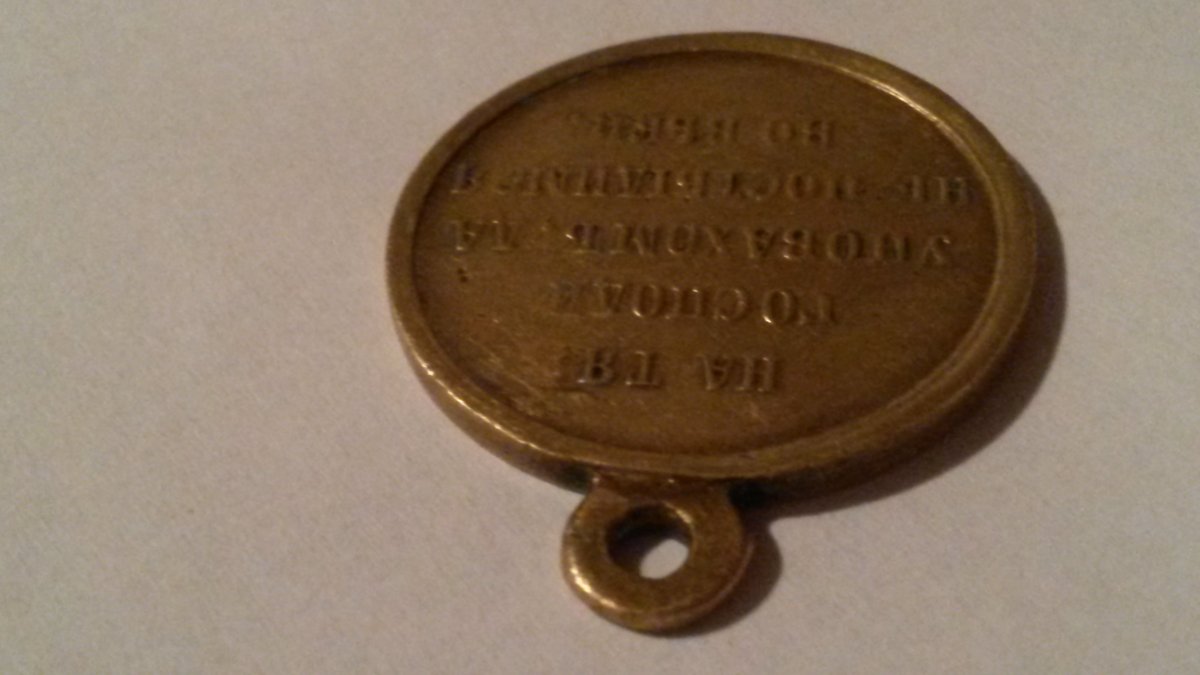 НА ТЯ,
ГОСПОДИ
УПОВАХОМЪ, ДА
НЕ ПОСТЫДИМСЯ
ВО ВѢКИ.